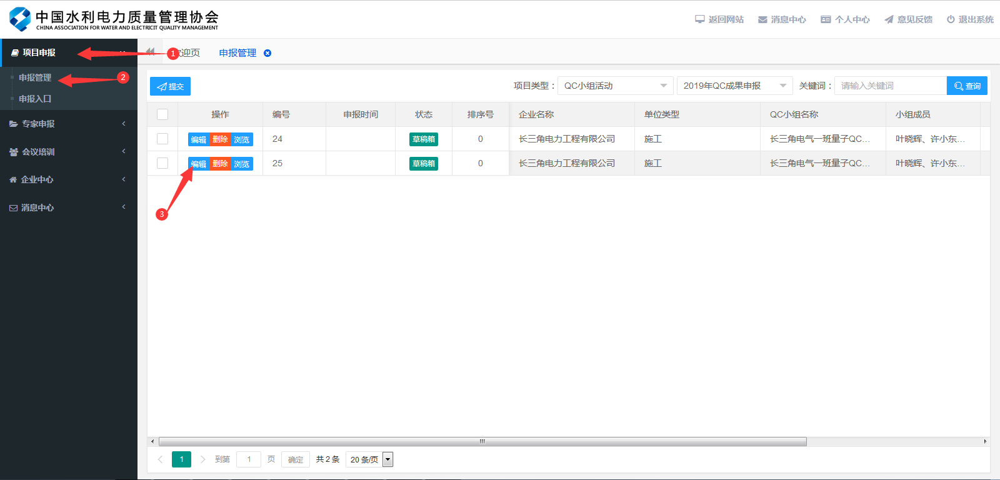 中国水利电力质量管理协会
CHINA ASSOCIATION FOR WATER AND ELECTRICIT QUALITY MANAGEMENT
返回网站 消息中心 个人中心 意见反馈 退出系统
项目申报 1 迎页 申报管理
申报管理 2
申报入口
专家申报
会议培训
企业中心
消息中心
提交 项目类型： QC小组活动 2019年QC成果申报 关键词： 请输入关键词 查询
操作 编号 申报时间 状态 排序号 企业名称 单位类型 QC小组名称 小组成员
编辑 删除 浏览 24 草稿箱 0 长三角电力工程有限公司 施工 长三角电气一班量子QC... 叶晓辉、许小东...
编辑 删除 浏览 25 草稿箱 0 长三角电力工程有限公司 施工 长三角电气一班量子QC... 叶晓辉、许小东...
3
1 到第 1 页 确定 共 2 条 20 条/页